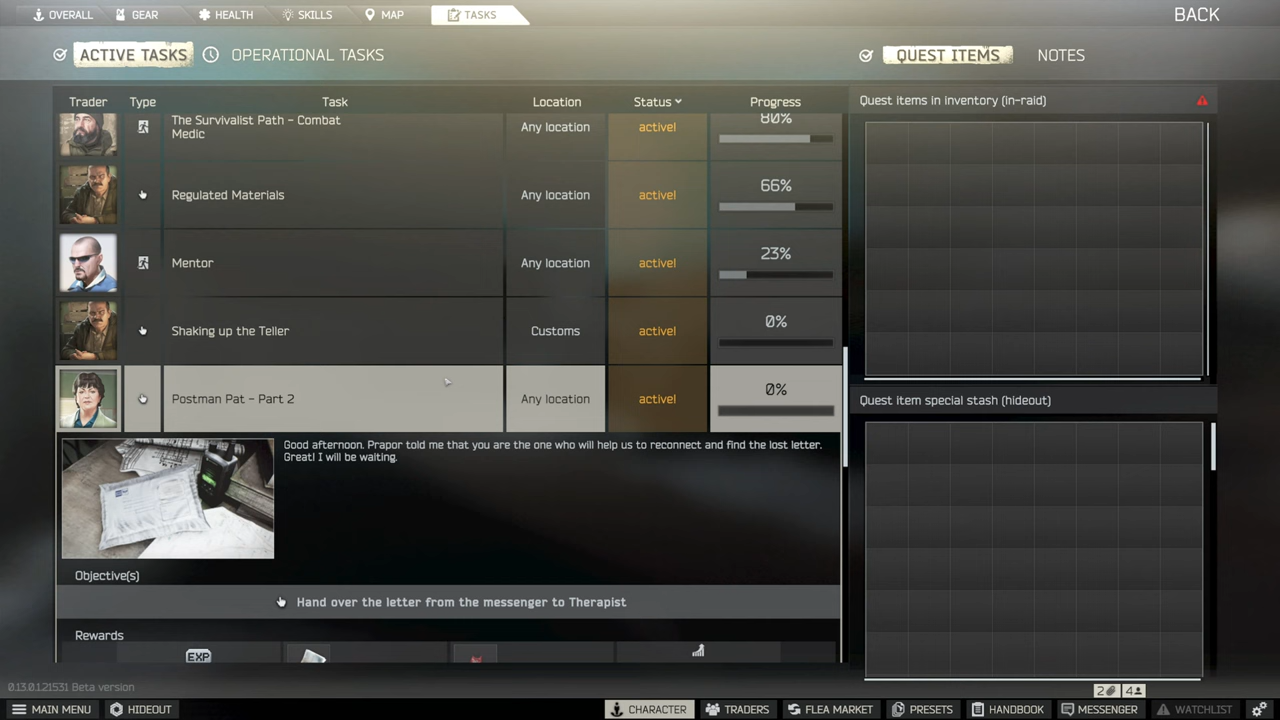 OVERALL GEAR HEALTH SKILLS MAP TASKS BACK
ACTIVE TASKS OPERATIONAL TASKS QUEST ITEMS NOTES
Trader Type Task Location Status Progress
Quest items in inventory (in-raid)
The Survivalist Path – Combat
Medic
Any location active! 80%
Regulated Materials Any location active! 66%
Mentor Any location active! 23%
Shaking up the Teller Customs active! 0%
Postman Pat – Part 2 Any location active! 0%
Quest item special stash (hideout)
Good afternoon. Prapor told me that you are the one who will help us to reconnect and find the lost letter.
Great! I will be waiting.
Objective(s)
Hand over the letter from the messenger to Therapist
Rewards
EXP
0.13.0.1.21531 Beta version
2 4
MAIN MENU HIDEOUT CHARACTER TRADERS FLEA MARKET PRESETS HANDBOOK MESSENGER WATCHLIST